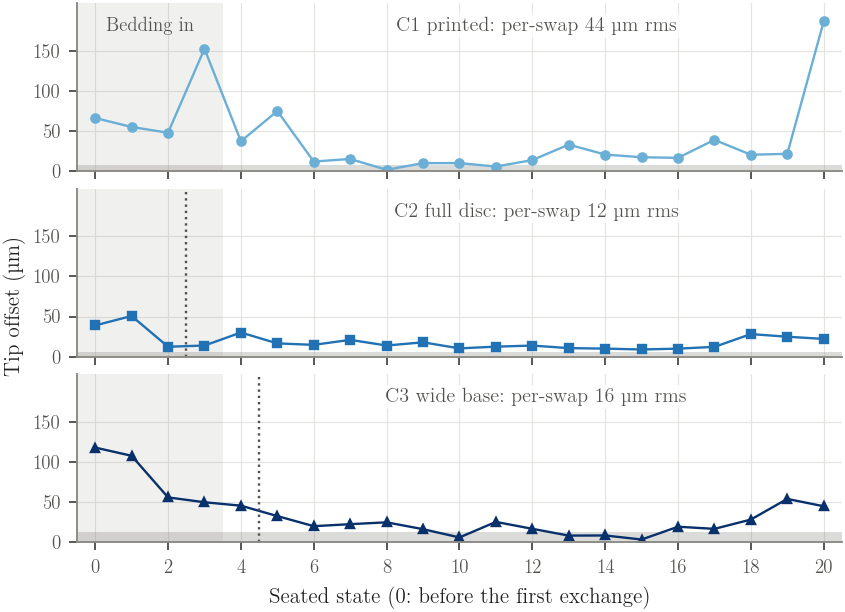 Bedding in
C1 printed: per-swap 44 µm rms
150
100
50
0
C2 full disc: per-swap 12 µm rms
150
100
50
0
Tip offset (µm)
C3 wide base: per-swap 16 µm rms
150
100
50
0
0 2 4 6 8 10 12 14 16 18 20
Seated state (0: before the first exchange)